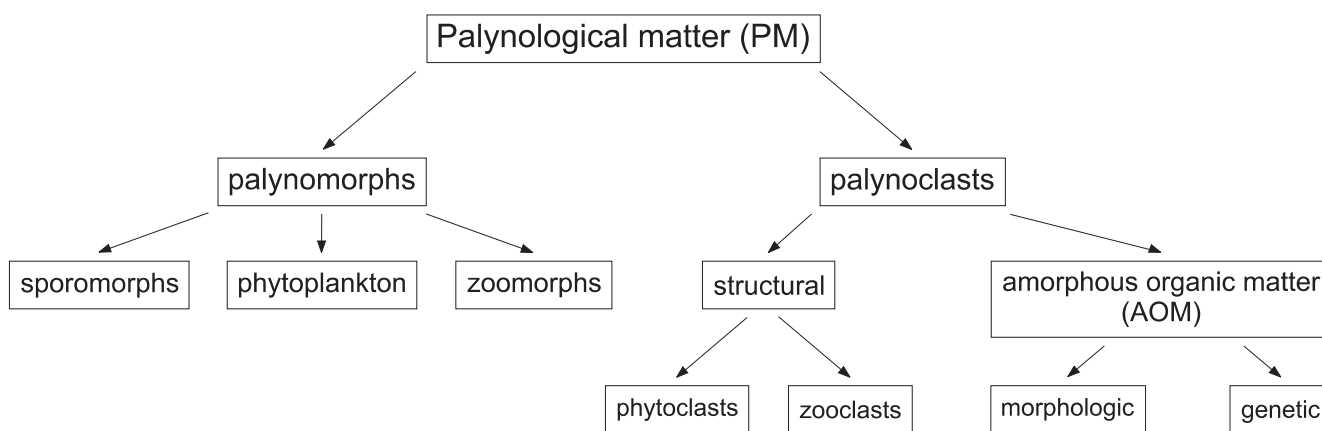 Palynological matter (PM)
palynomorphs
palynoclasts
sporomorphs
phytoplankton
zoomorphs
structural
amorphous organic matter
(AOM)
phytoclasts
zooclasts
morphologic
genetic